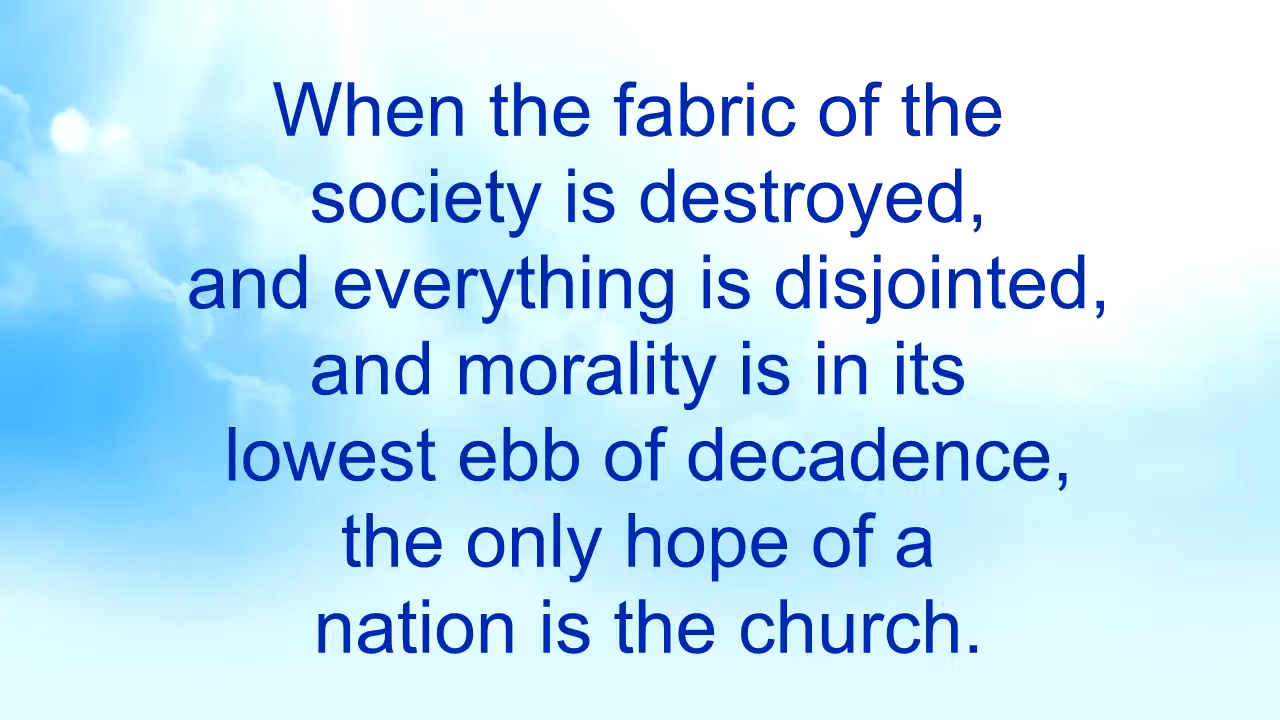 When the fabric of the
society is destroyed,
and everything is disjointed,
and morality is in its
lowest ebb of decadence,
the only hope of a
nation is the church.